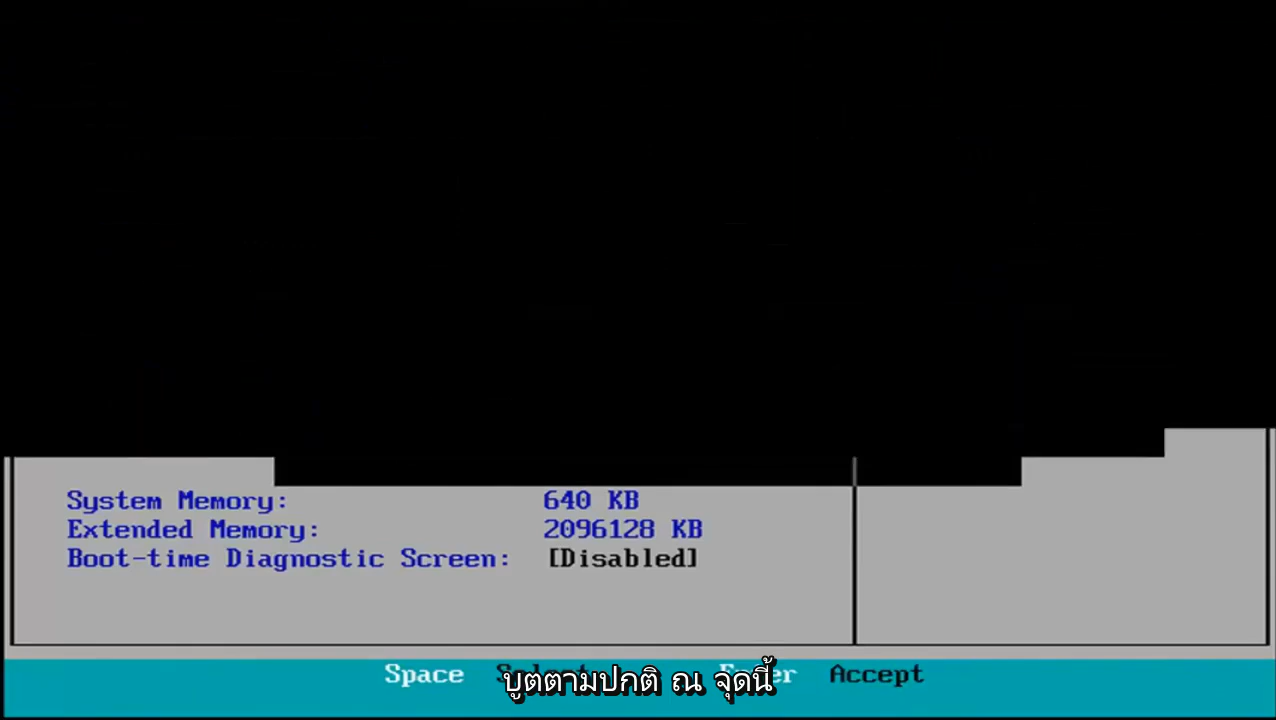 System Memory: 640 KB
Extended Memory: 2096128 KB
Boot-time Diagnostic Screen: [Disabled]
Space Accept
บูตตามปกติ ณ จุดนี้